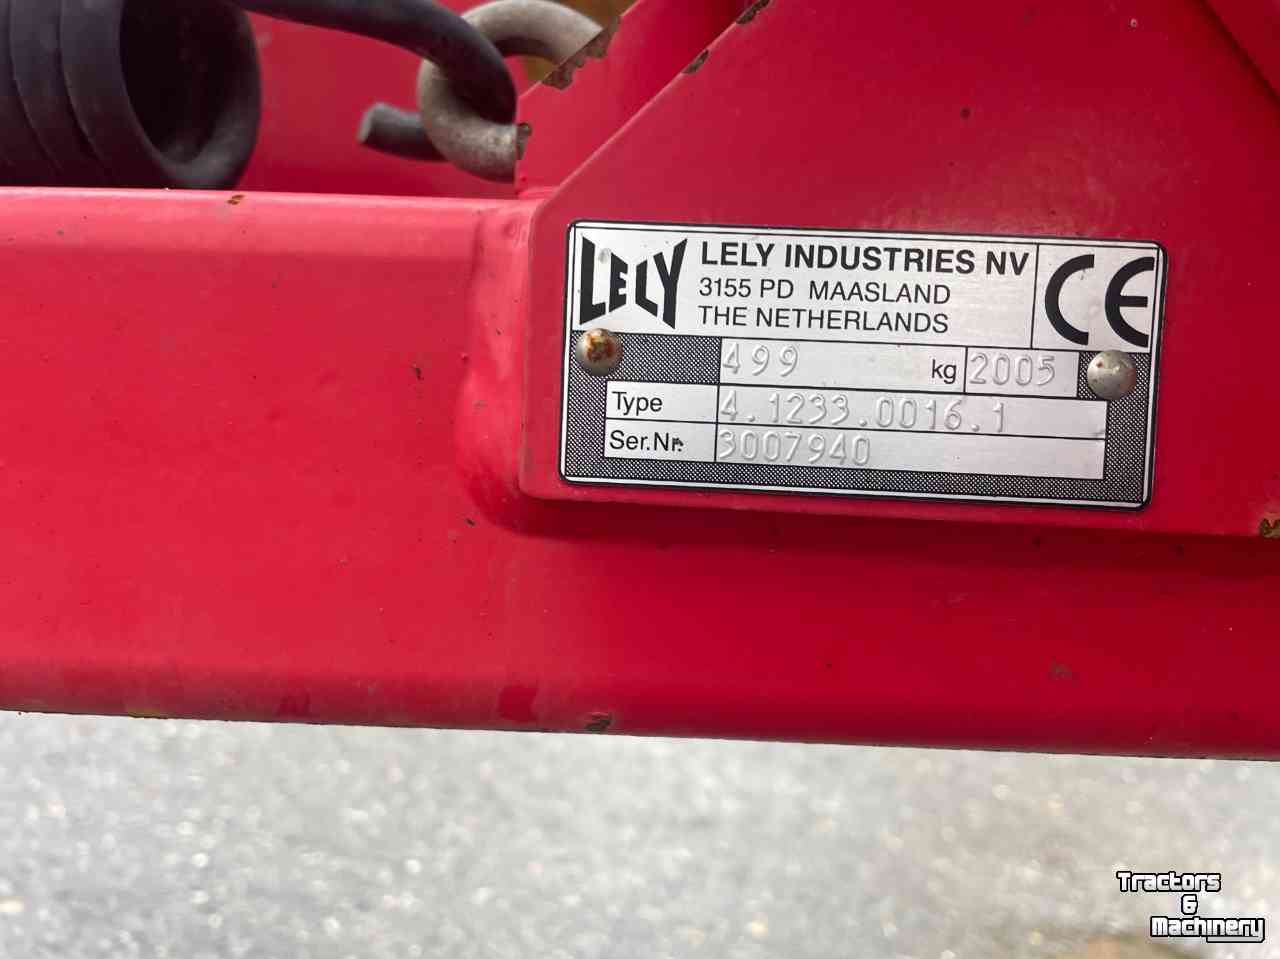 LELY
LELY INDUSTRIES NV
3155 PD MAASLAND
THE NETHERLANDS
CE
499 kg 2005
Type 4.1233.0016.1
Ser.Nr. 3007940
Tractors
&
Machinery